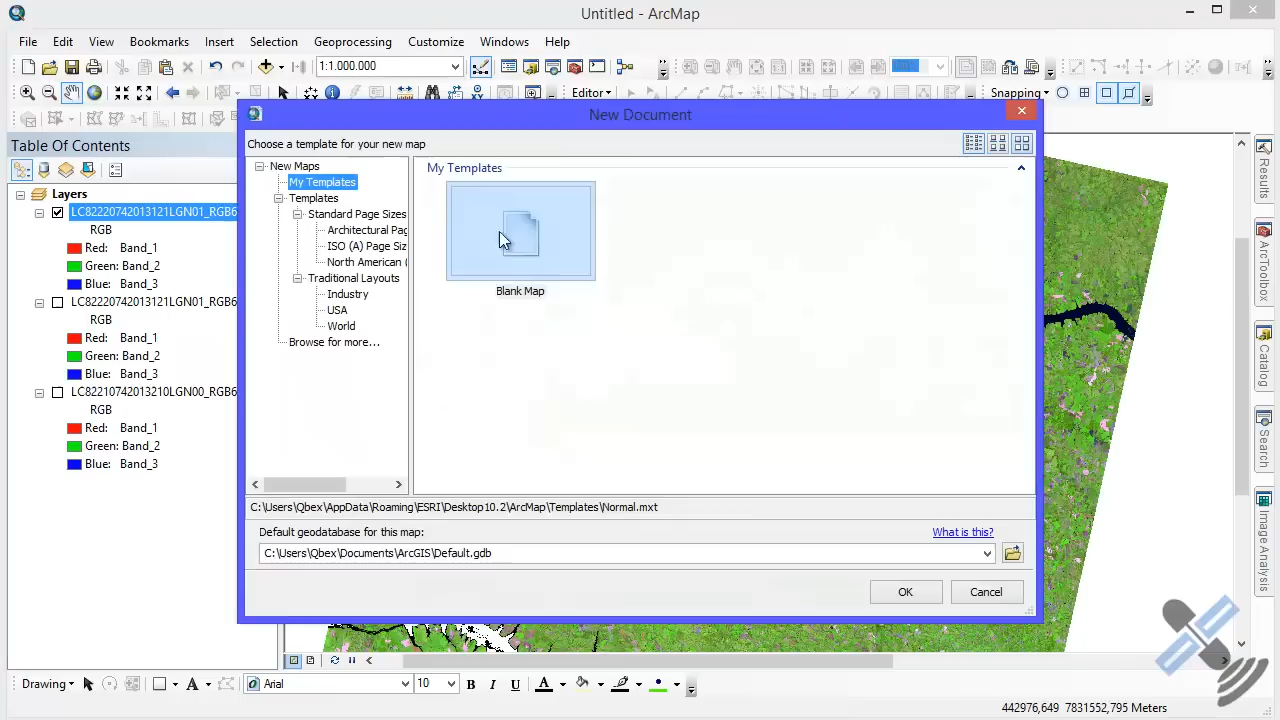 Untitled - ArcMap
File Edit View Bookmarks Insert Selection Geoprocessing Customize Windows Help
1:1.000.000
Editor
Snapping
Table Of Contents
New Document
Choose a template for your new map
Layers
LC82220742013121LGN01_RGB6
RGB
Red: Band_1
Green: Band_2
Blue: Band_3
LC82220742013121LGN01_RGB6
RGB
Red: Band_1
Green: Band_2
Blue: Band_3
LC82210742013210LGN00_RGB6
RGB
Red: Band_1
Green: Band_2
Blue: Band_3
New Maps
My Templates
Templates
Standard Page Sizes
Architectural Pag
ISO (A) Page Siz
North American (
Traditional Layouts
Industry
USA
World
Browse for more...
My Templates
Blank Map
C:\Users\Qbex\AppData\Roaming\ESRI\Desktop10.2\ArcMap\Templates\Normal.mxt
Default geodatabase for this map:
What is this?
C:\Users\Qbex\Documents\ArcGIS\Default.gdb
OK Cancel
Results
ArcToolbox
Catalog
Search
Image Analysis
Drawing
Arial
10
B I U A
442976,649 7831552,795 Meters